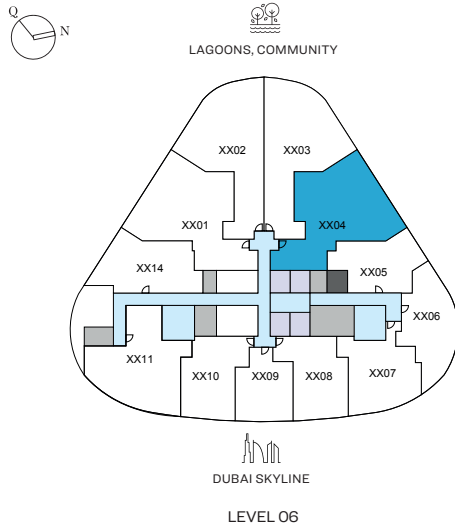 Q
N
LAGOONS, COMMUNITY
XX02
XX03
XX01
XX04
XX14
XX05
XX06
XX11
XX10
XX09
XX08
XX07
DUBAI SKYLINE
LEVEL 06